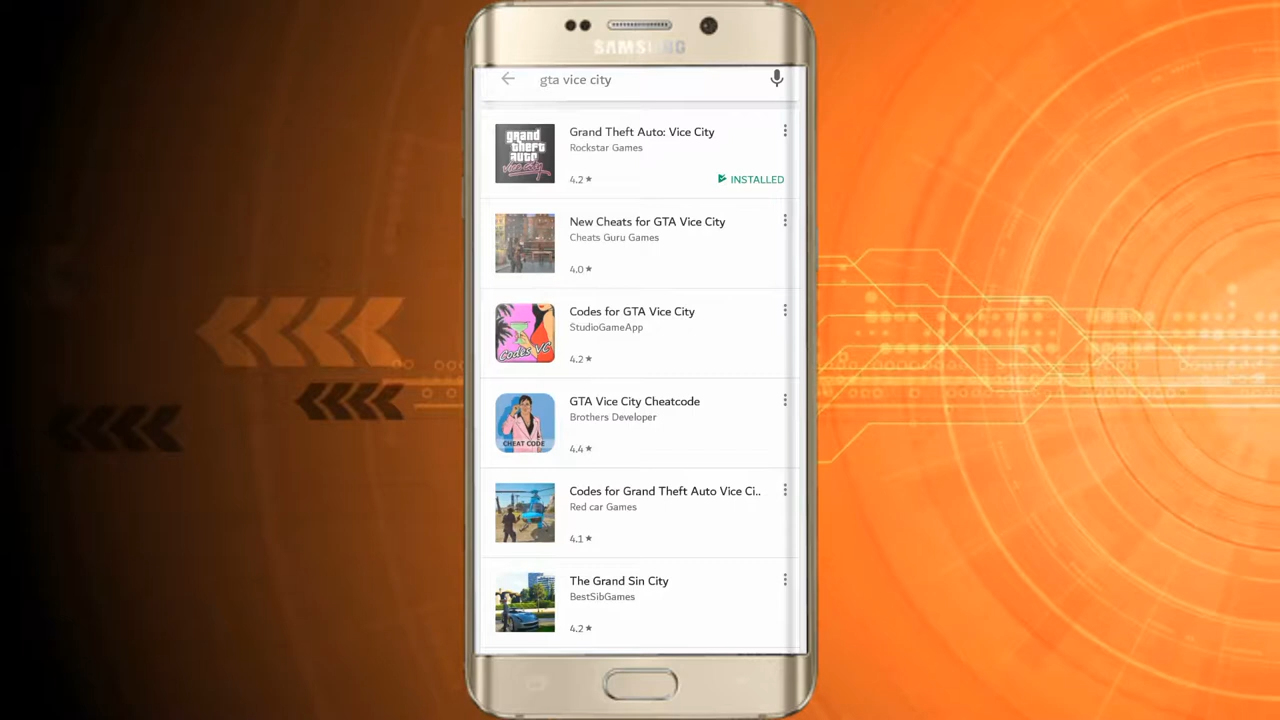 SAMSUNG
gta vice city
grand
theft
auto
vice city
Grand Theft Auto: Vice City
Rockstar Games
4.2★
INSTALLED
New Cheats for GTA Vice City
Cheats Guru Games
4.0★
Codes VC
Codes for GTA Vice City
StudioGameApp
4.2★
CHEAT CODE
GTA Vice City Cheatcode
Brothers Developer
4.4★
Codes for Grand Theft Auto Vice Ci..
Red car Games
4.1★
The Grand Sin City
BestSibGames
4.2★